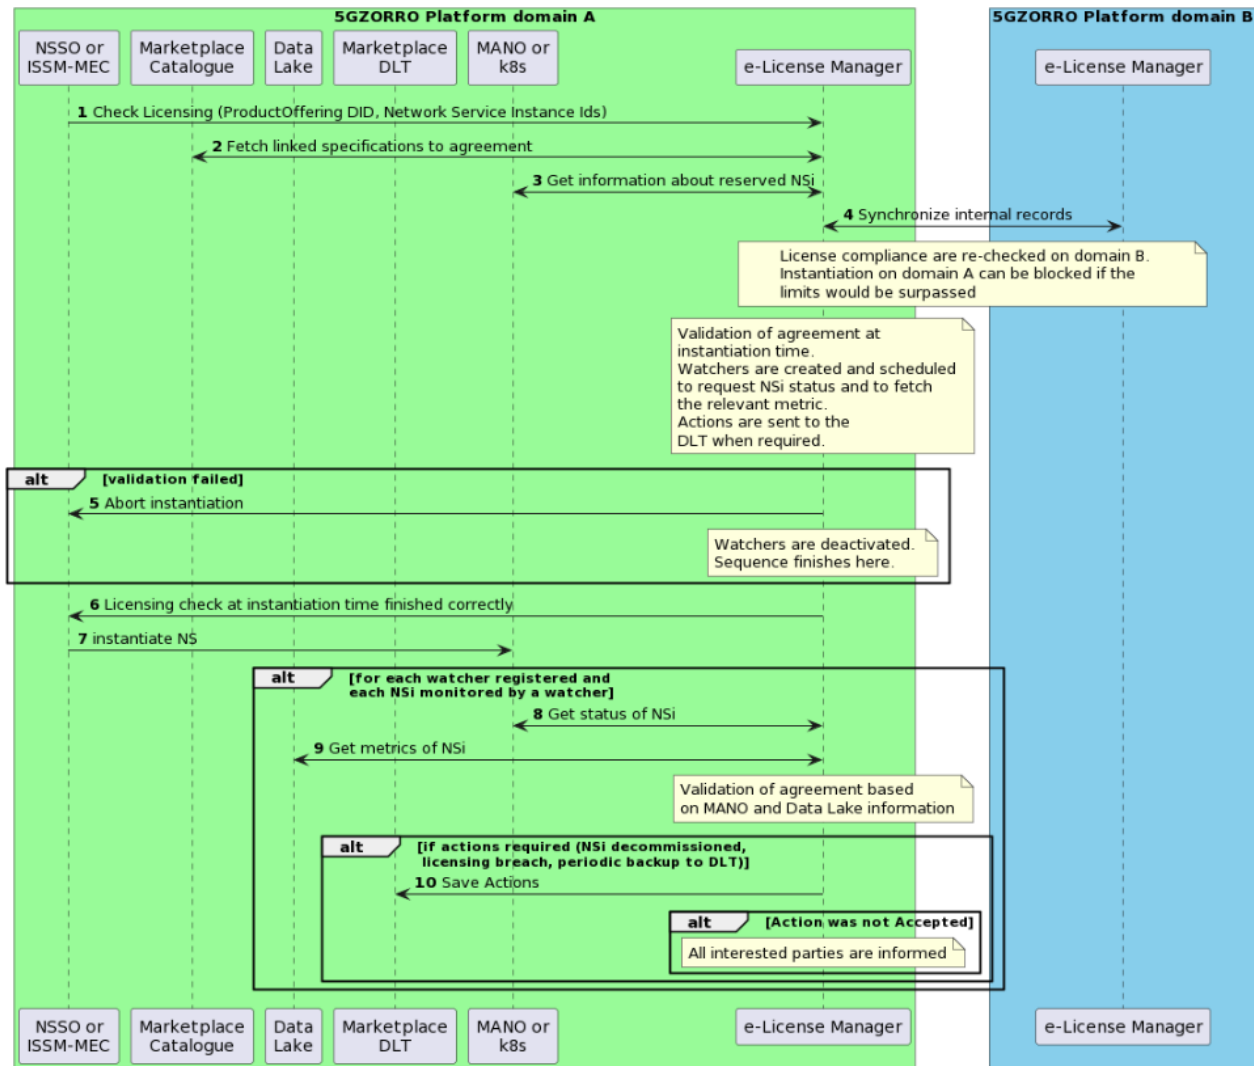 5GZORRO Platform domain A
5GZORRO Platform domain B
NSSO or
ISSM-MEC
Marketplace
Catalogue
Data
Lake
Marketplace
DLT
MANO or
k8s
e-License Manager
e-License Manager
1 Check Licensing (ProductOffering DID, Network Service Instance Ids)
2 Fetch linked specifications to agreement
3 Get information about reserved NSi
4 Synchronize internal records
License compliance are re-checked on domain B.
Instantiation on domain A can be blocked if the
limits would be surpassed
Validation of agreement at
instantiation time.
Watchers are created and scheduled
to request NSi status and to fetch
the relevant metric.
Actions are sent to the
DLT when required.
alt
[validation failed]
5 Abort instantiation
Watchers are deactivated.
Sequence finishes here.
6 Licensing check at instantiation time finished correctly
7 instantiate NS
alt
[for each watcher registered and
each NSi monitored by a watcher]
8 Get status of NSi
9 Get metrics of NSi
Validation of agreement based
on MANO and Data Lake information
alt
[if actions required (NSi decommissioned,
licensing breach, periodic backup to DLT)]
10 Save Actions
alt
[Action was not Accepted]
All interested parties are informed
NSSO or
ISSM-MEC
Marketplace
Catalogue
Data
Lake
Marketplace
DLT
MANO or
k8s
e-License Manager
e-License Manager